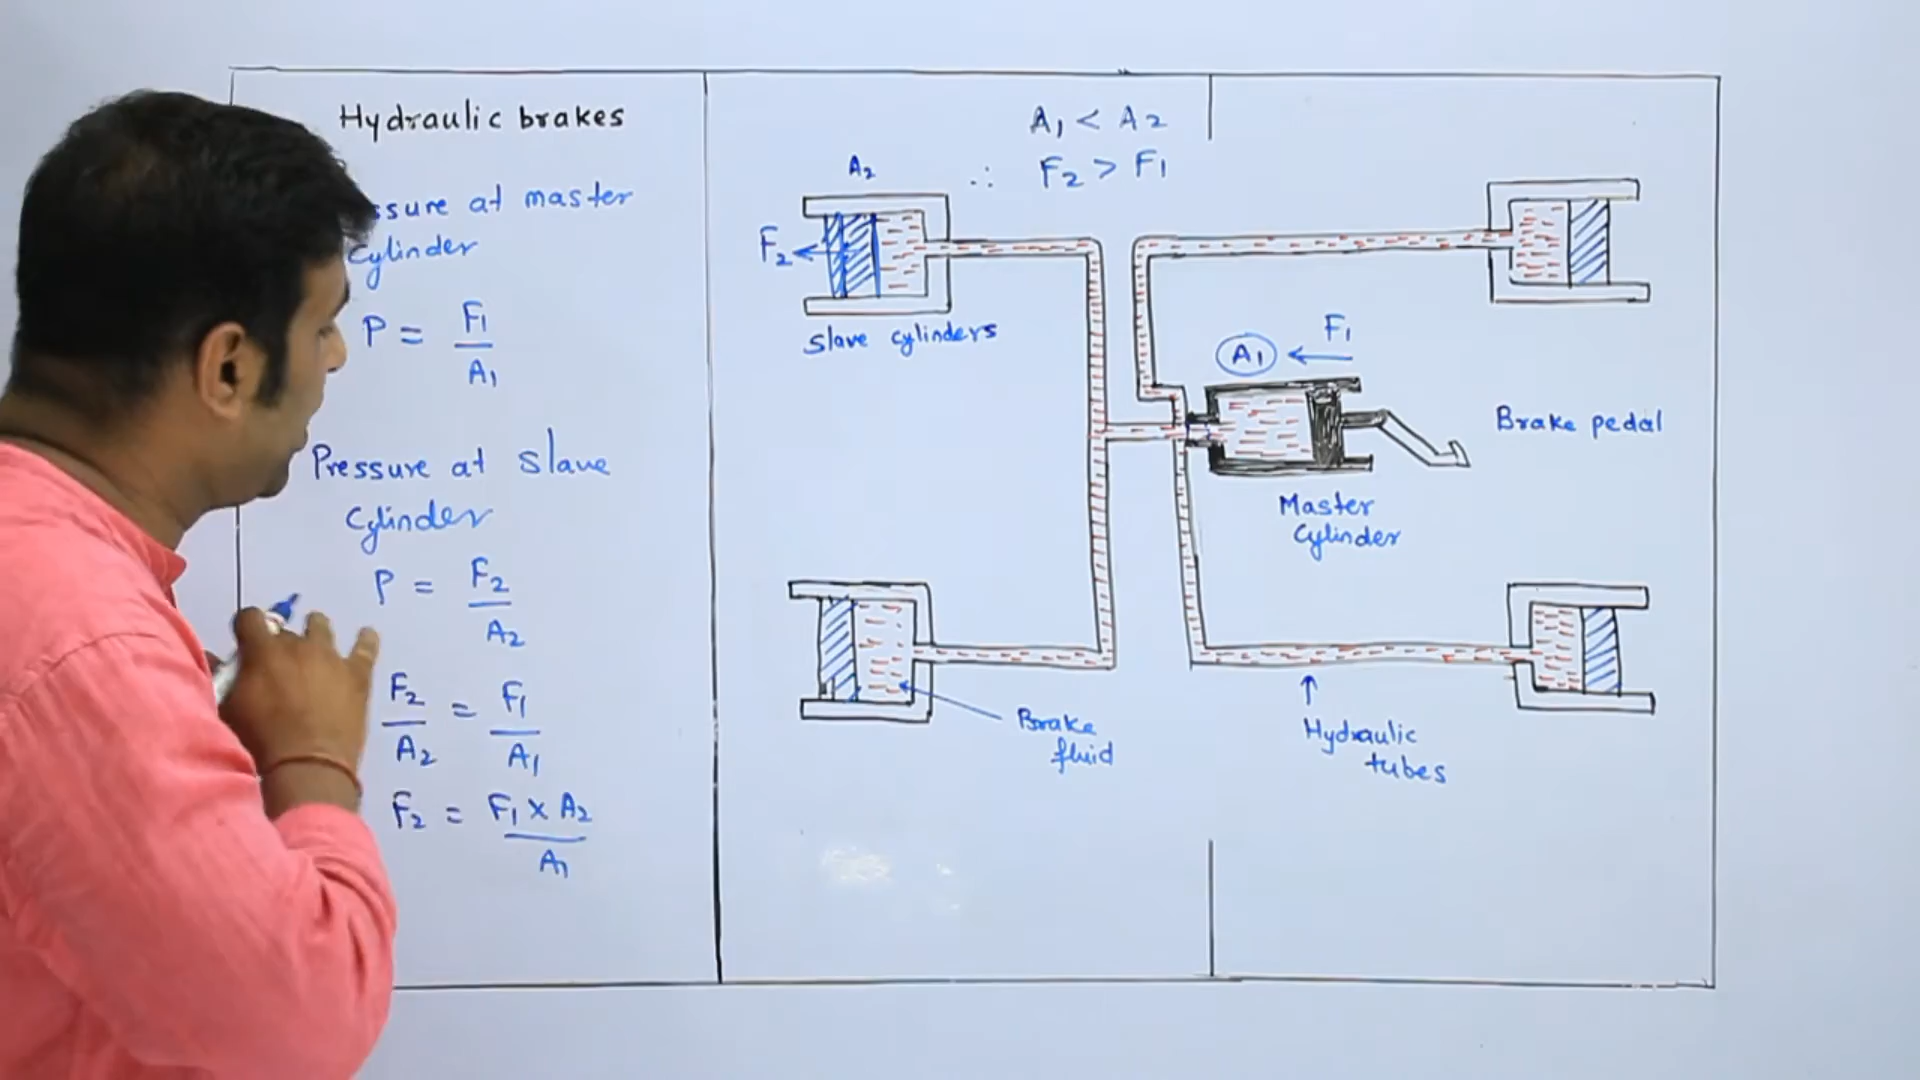 Hydraulic brakes
ssure at master
cylinder
P = F1
A1
Pressure at slave
cylinder
P = F2
A2
F2 = F1
A2 A1
F2 = F1 x A2
A1
A1 < A2
∴ F2 > F1
A2
F2
Slave cylinders
F1
A1
Brake pedal
Master
cylinder
Brake
fluid
Hydraulic
tubes